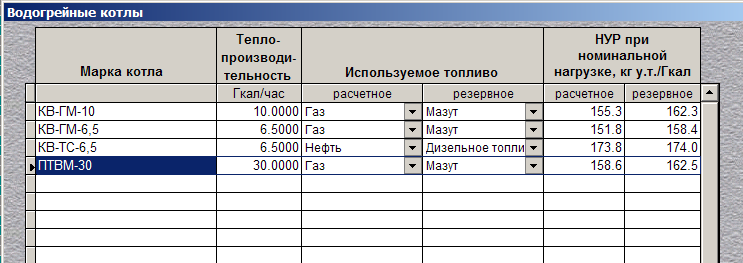 Водогрейные котлы
Марка котла
Тепло-
производи-
тельность
Используемое топливо
НУР при
номинальной
нагрузке, кг у.т./Гкал
Гкал/час расчетное резервное расчетное резервное
КВ-ГМ-10 10.0000 Газ Мазут 155.3 162.3
КВ-ГМ-6,5 6.5000 Газ Мазут 151.8 158.4
КВ-ТС-6,5 6.5000 Нефть Дизельное топли 173.8 174.0
ПТВМ-30 30.0000 Газ Мазут 158.6 162.5